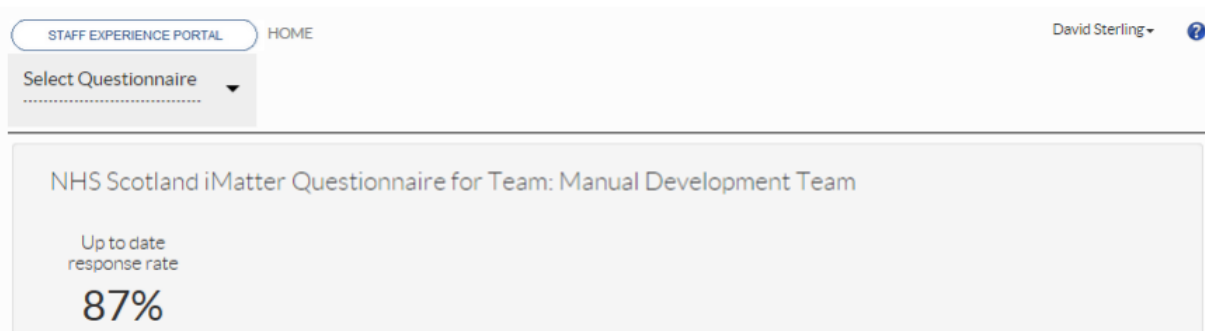 STAFF EXPERIENCE PORTAL HOME David Sterling ?
Select Questionnaire
NHS Scotland iMatter Questionnaire for Team: Manual Development Team
Up to date
response rate
87%